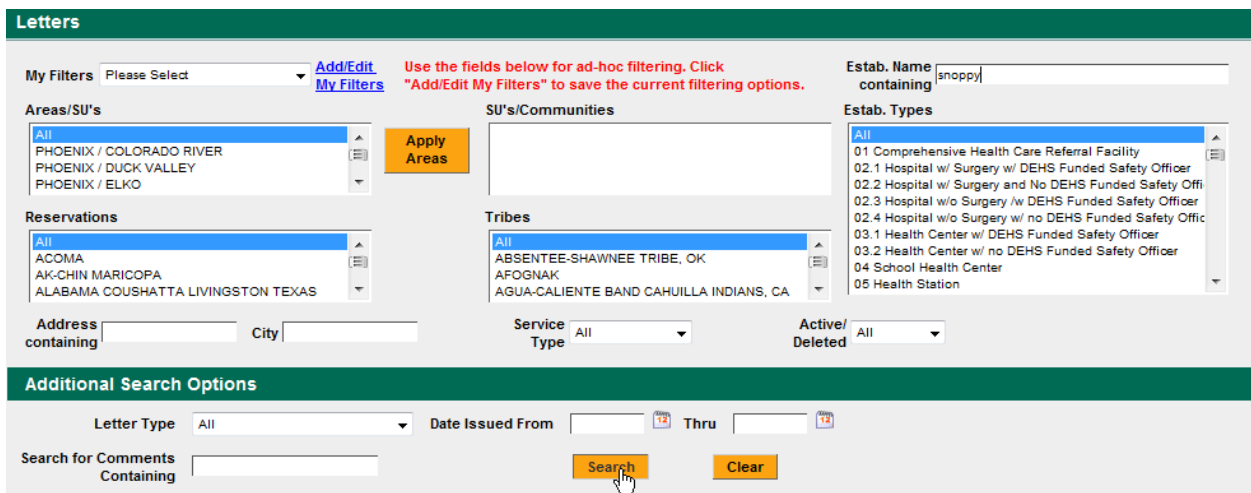 Letters
My Filters Please Select Add/Edit My Filters
Use the fields below for ad-hoc filtering. Click
"Add/Edit My Filters" to save the current filtering options.
Estab. Name containing snoppy
Areas/SU's
All
PHOENIX / COLORADO RIVER
PHOENIX / DUCK VALLEY
PHOENIX / ELKO
Apply Areas
SU's/Communities
Estab. Types
All
01 Comprehensive Health Care Referral Facility
02.1 Hospital w/ Surgery w/ DEHS Funded Safety Officer
02.2 Hospital w/ Surgery and No DEHS Funded Safety Offi
02.3 Hospital w/o Surgery /w DEHS Funded Safety Officer
02.4 Hospital w/o Surgery w/ no DEHS Funded Safety Offic
03.1 Health Center w/ DEHS Funded Safety Officer
03.2 Health Center w/ no DEHS Funded Safety Officer
04 School Health Center
05 Health Station
Reservations
All
ACOMA
AK-CHIN MARICOPA
ALABAMA COUSHATTA LIVINGSTON TEXAS
Tribes
All
ABSENTEE-SHAWNEE TRIBE, OK
AFOGNAK
AGUA-CALIENTE BAND CAHUILLA INDIANS, CA
Address containing
City
Service Type All
Active/ Deleted All
Additional Search Options
Letter Type All
Date Issued From 12 Thru 12
Search for Comments Containing
Search
Clear